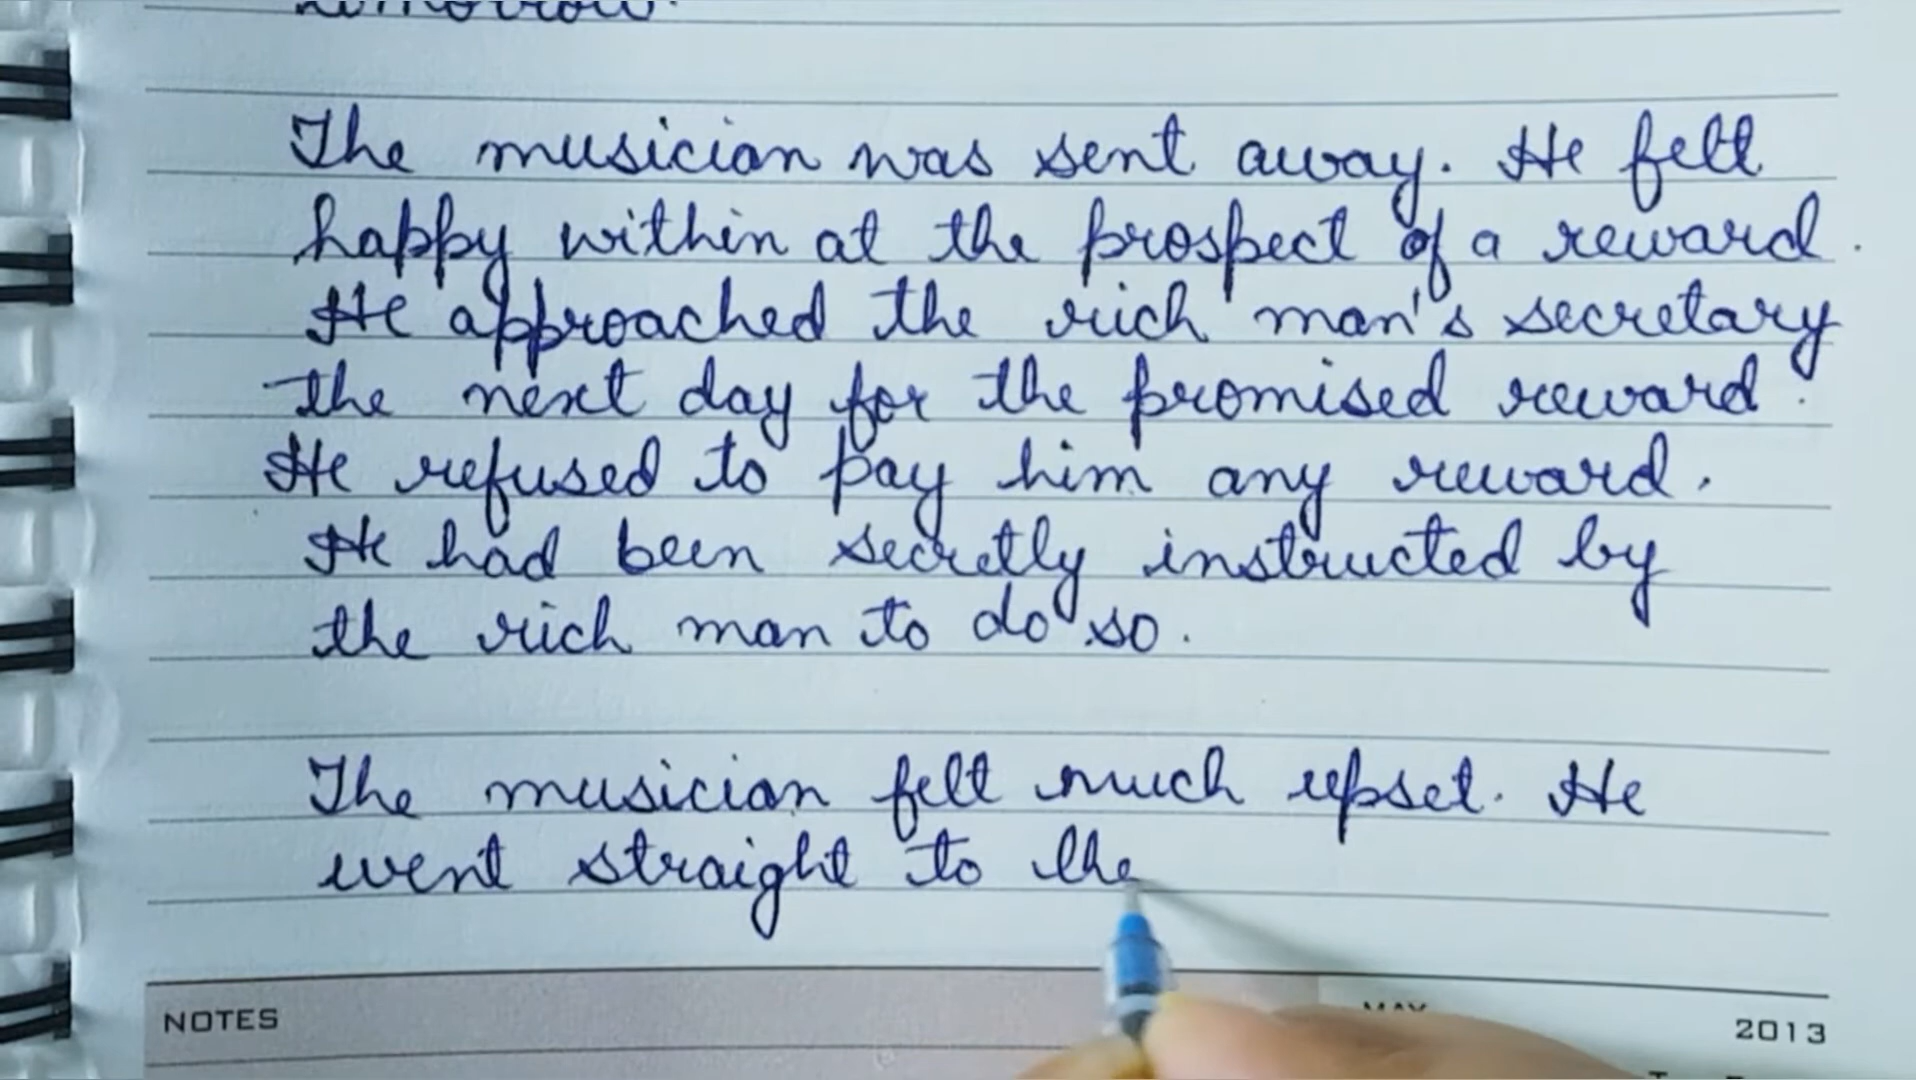 tomorrow.
The musician was sent away. He felt
happy within at the prospect of a reward.
He approached the rich man's secretary
the next day for the promised reward.
He refused to pay him any reward.
He had been secretly instructed by
the rich man to do so.
The musician felt much upset. He
went straight to the
NOTES
MAY
2013